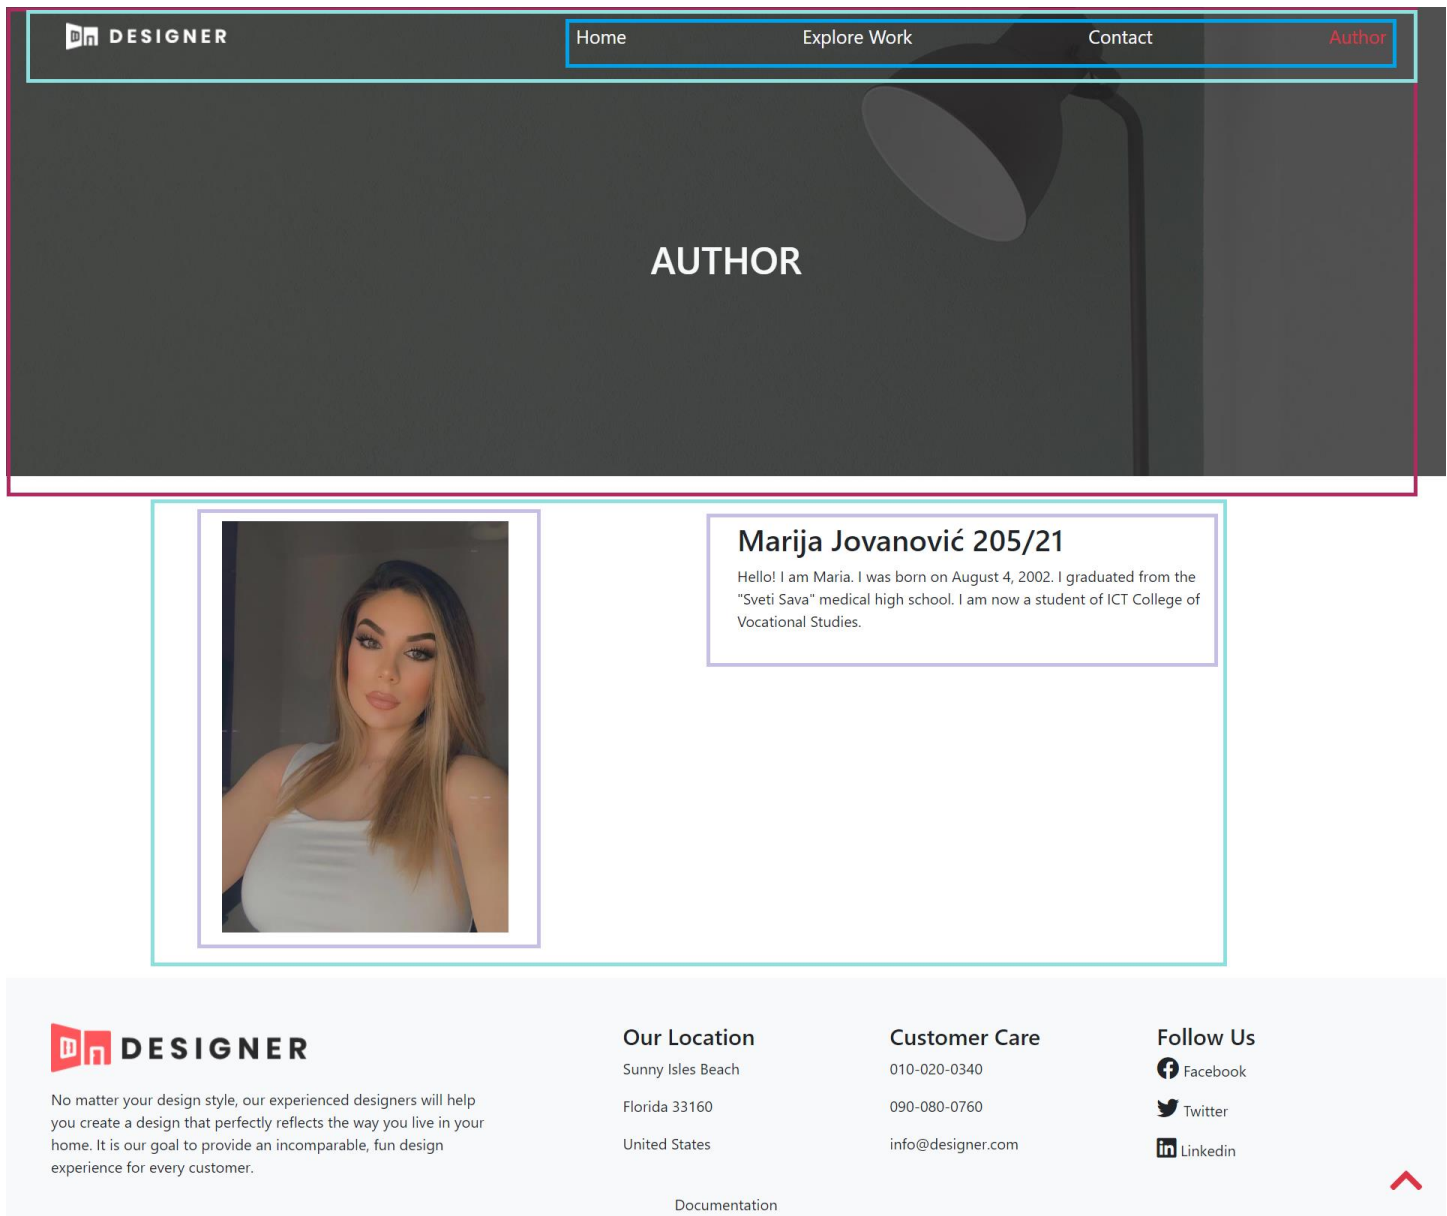 DESIGNER
Home
Explore Work
Contact
Author
AUTHOR
Marija Jovanović 205/21
Hello! I am Maria. I was born on August 4, 2002. I graduated from the
"Sveti Sava" medical high school. I am now a student of ICT College of
Vocational Studies.
DESIGNER
No matter your design style, our experienced designers will help
you create a design that perfectly reflects the way you live in your
home. It is our goal to provide an incomparable, fun design
experience for every customer.
Our Location
Sunny Isles Beach
Florida 33160
United States
Customer Care
010-020-0340
090-080-0760
info@designer.com
Follow Us
Facebook
Twitter
Linkedin
Documentation